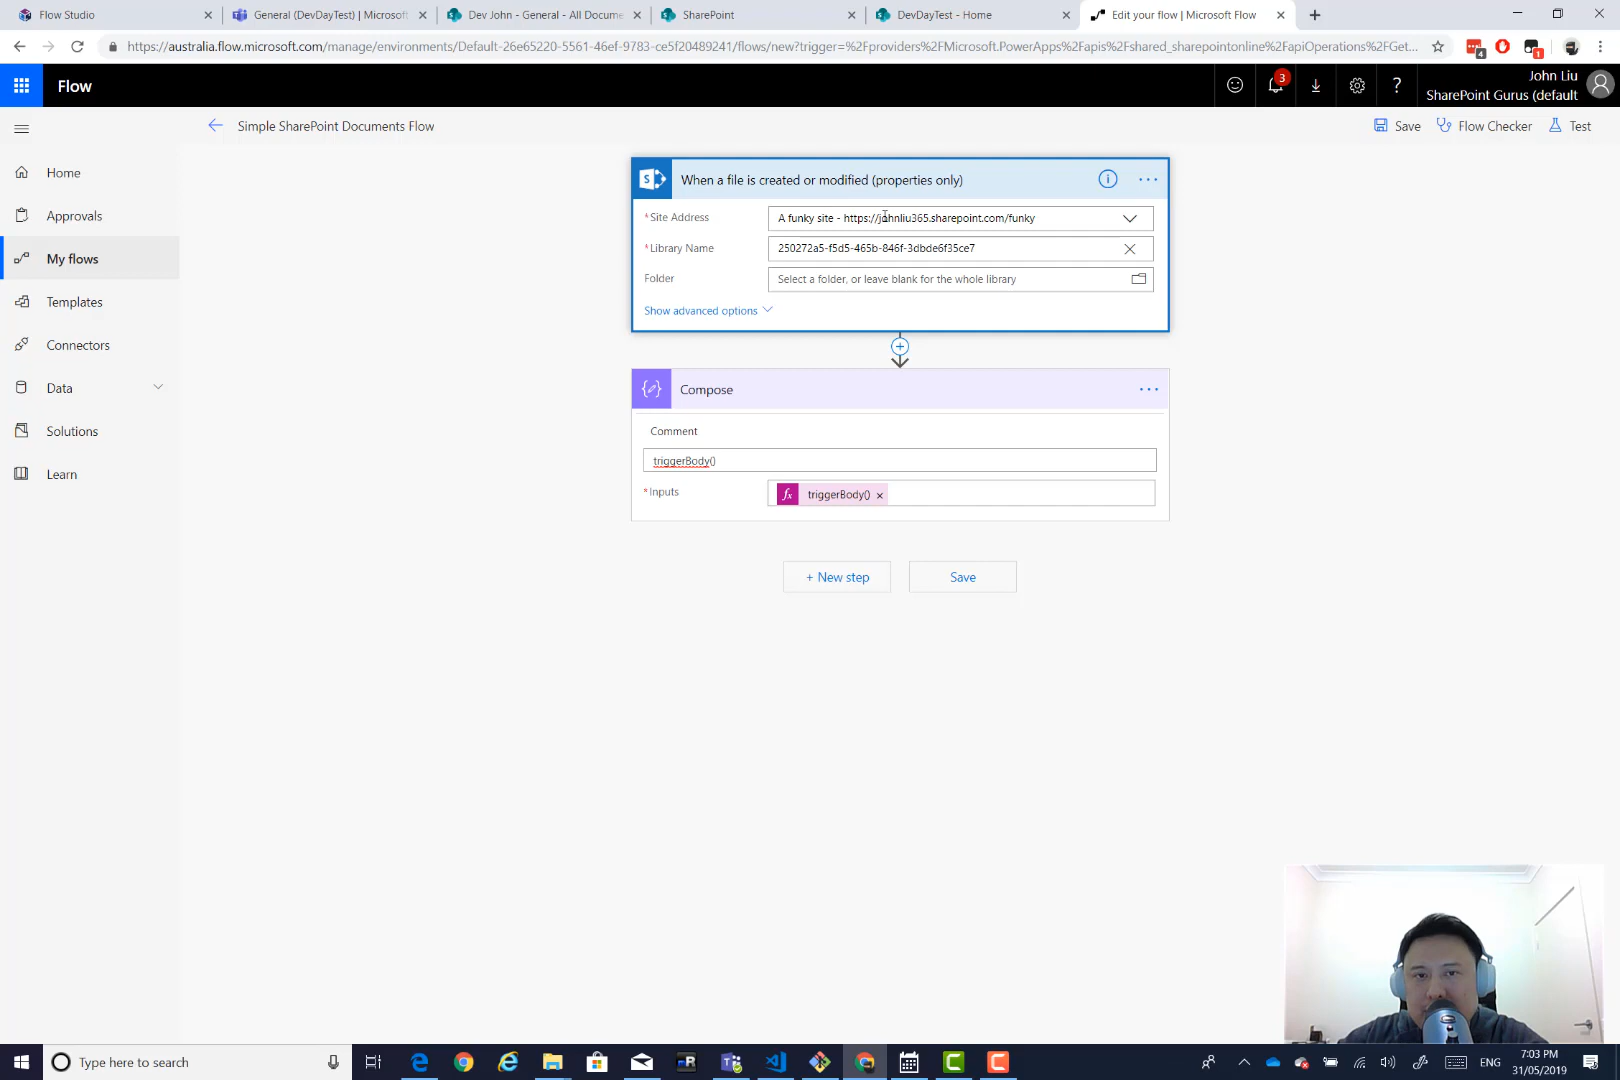 Flow Studio
General (DevDayTest) | Microsoft
Dev John - General - All Docume
SharePoint
DevDayTest - Home
Edit your flow | Microsoft Flow
https://australia.flow.microsoft.com/manage/environments/Default-26e65220-5561-46ef-9783-ce5f20489241/flows/new?trigger=%2Fproviders%2FMicrosoft.PowerApps%2Fapis%2Fshared_sharepointonline%2FapiOperations%2FGet...
4
1
Flow
3
?
John Liu
SharePoint Gurus (default
Simple SharePoint Documents Flow
Save
Flow Checker
Test
Home
Approvals
My flows
Templates
Connectors
Data
Solutions
Learn
When a file is created or modified (properties only)
* Site Address
A funky site - https://johnliu365.sharepoint.com/funky
* Library Name
250272a5-f5d5-465b-846f-3dbde6f35ce7
Folder
Select a folder, or leave blank for the whole library
Show advanced options
Compose
Comment
triggerBody()
* Inputs
fx triggerBody() ×
+ New step
Save
Type here to search
ENG
7:03 PM
31/05/2019